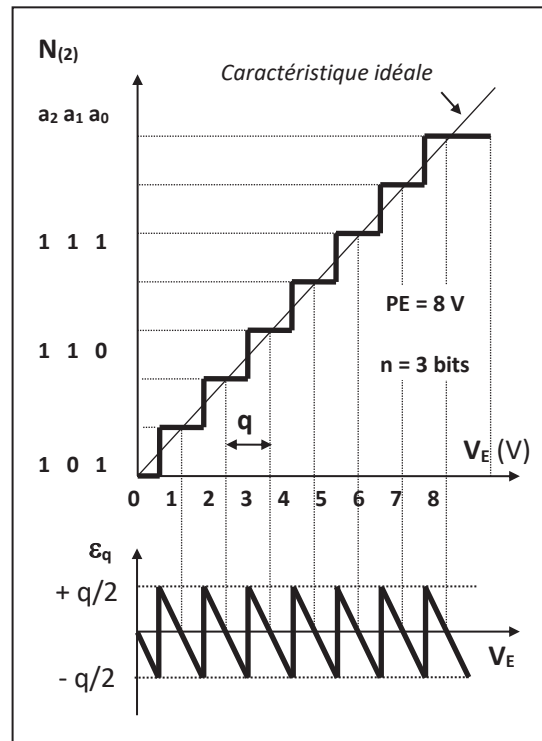 N(2)
Caractéristique idéale
a2 a1 a0
1 1 1
PE = 8 V
1 1 0
n = 3 bits
q
VE (V)
1 0 1
0 1 2 3 4 5 6 7 8
εq
+ q/2
VE
- q/2